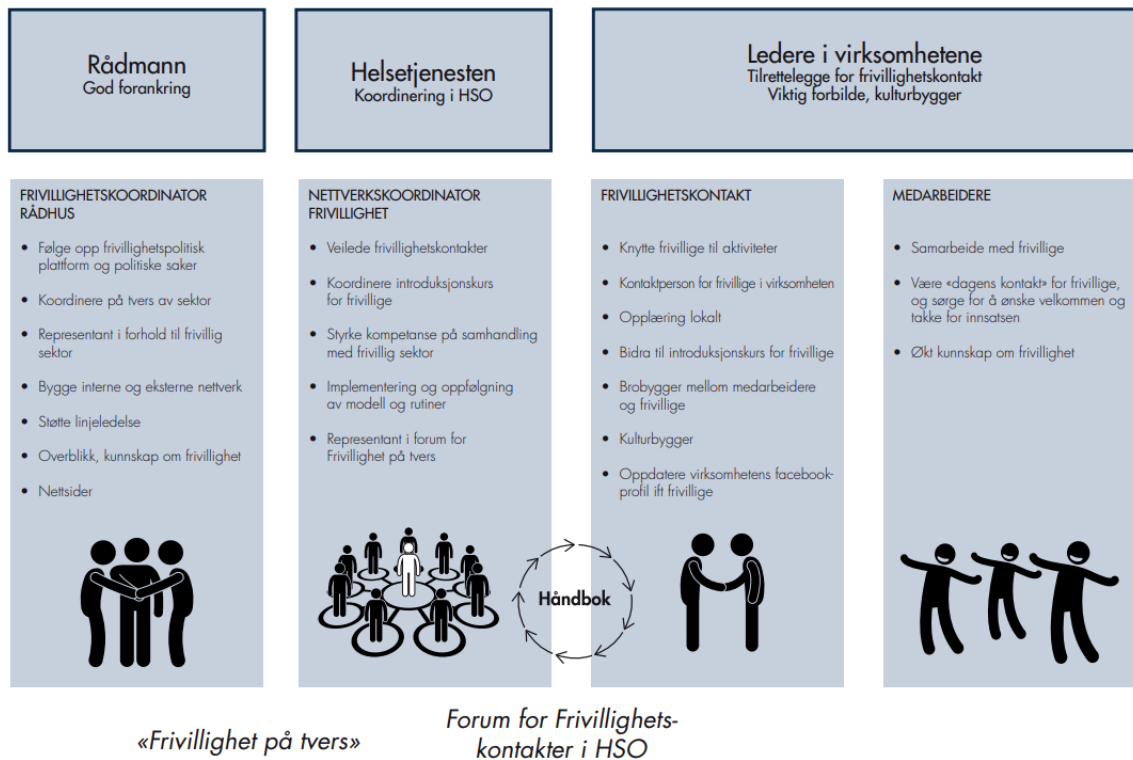 Rådmann
God forankring
Helsetjenesten
Koordinering i HSO
Ledere i virksomhetene
Tilrettelegge for frivillighetskontakt
Viktig forbilde, kulturbygger
FRIVILLIGHETSKOORDINATOR
RÅDHUS
• Følge opp frivillighetspolitisk
plattform og politiske saker
• Koordinere på tvers av sektor
• Representant i forhold til frivillig
sektor
• Bygge interne og eksterne nettverk
• Støtte linjeledelse
• Overblikk, kunnskap om frivillighet
• Nettsider
NETTVERKSKOORDINATOR
FRIVILLIGHET
• Veilede frivillighetskontakter
• Koordinere introduksjonskurs
for frivillige
• Styrke kompetanse på samhandling
med frivillig sektor
• Implementering og oppfølgning
av modell og rutiner
• Representant i forum for
Frivillighet på tvers
FRIVILLIGHETSKONTAKT
• Knytte frivillige til aktiviteter
• Kontaktperson for frivillige i virksomheten
• Opplæring lokalt
• Bidra til introduksjonskurs for frivillige
• Brobygger mellom medarbeidere
og frivillige
• Kulturbygger
• Oppdatere virksomhetens facebook-
profil ift frivillige
MEDARBEIDERE
• Samarbeide med frivillige
• Være «dagens kontakt» for frivillige,
og sørge for å ønske velkommen og
takke for innsatsen
• Økt kunnskap om frivillighet
Håndbok
«Frivillighet på tvers»
Forum for Frivillighets-
kontakter i HSO